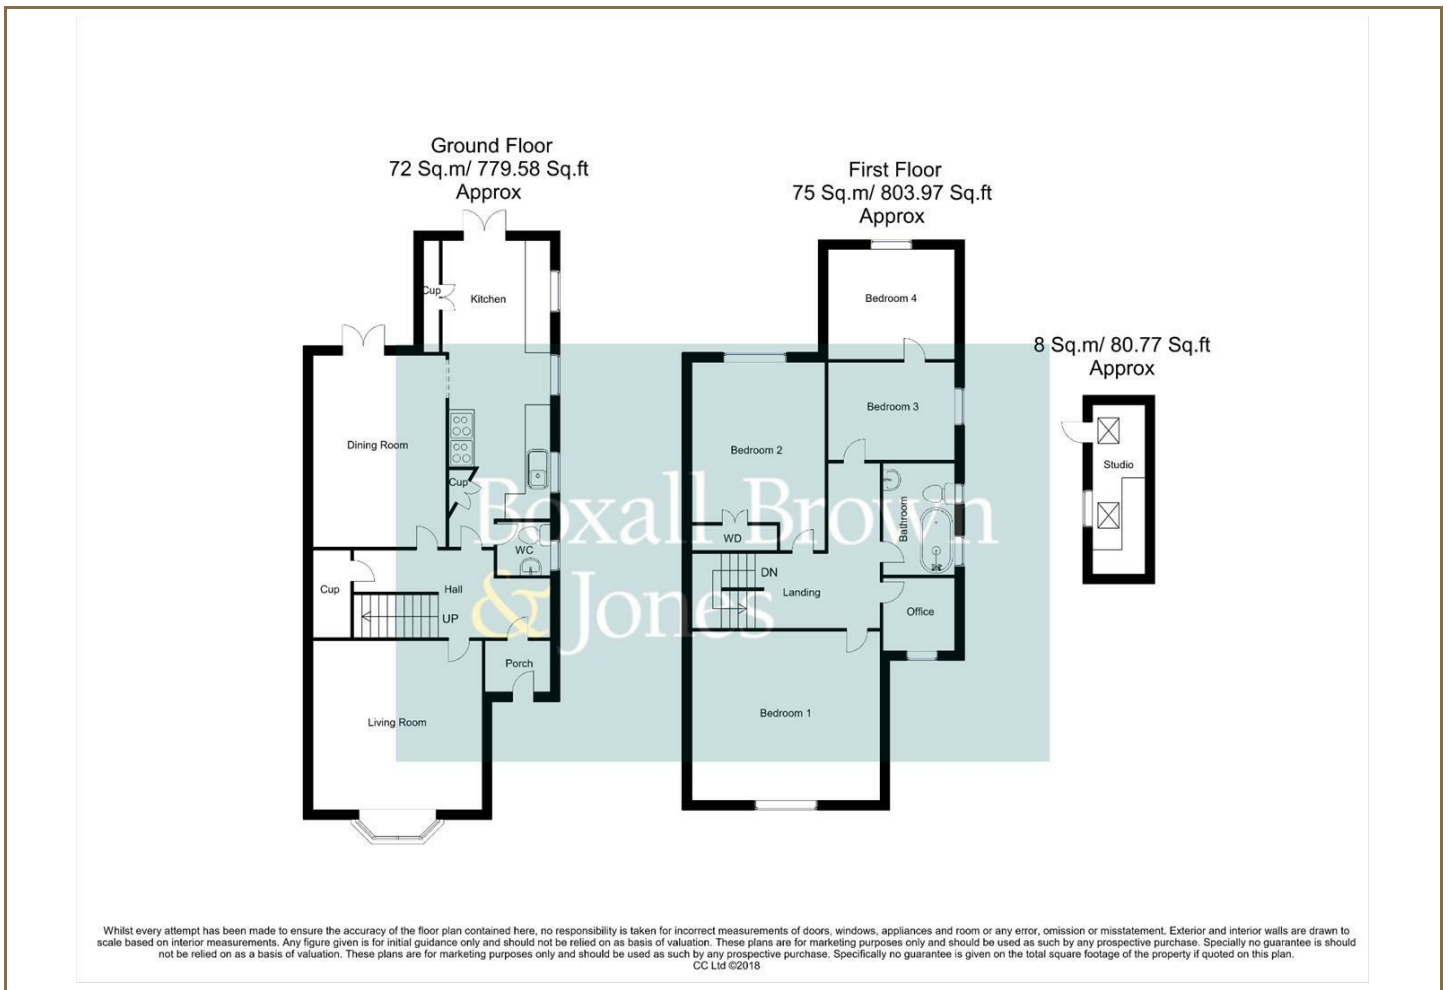 Ground Floor
72 Sq.m/ 779.58 Sq.ft
Approx
First Floor
75 Sq.m/ 803.97 Sq.ft
Approx
8 Sq.m/ 80.77 Sq.ft
Approx
Cup
Kitchen
Dining Room
Cup
WC
Cup
Hall
UP
Porch
Living Room
Bedroom 4
Bedroom 3
Bedroom 2
Bathroom
WD
DN
Landing
Office
Bedroom 1
Studio
Boxall Brown
& Jones
Whilst every attempt has been made to ensure the accuracy of the floor plan contained here, no responsibility is taken for incorrect measurements of doors, windows, appliances and room or any error, omission or misstatement. Exterior and interior walls are drawn to
scale based on interior measurements. Any figure given is for initial guidance only and should not be relied on as basis of valuation. These plans are for marketing purposes only and should be used as such by any prospective purchase. Specially no guarantee is should
not be relied on as a basis of valuation. These plans are for marketing purposes only and should be used as such by any prospective purchase. Specifically no guarantee is given on the total square footage of the property if quoted on this plan.
CC Ltd ©2018